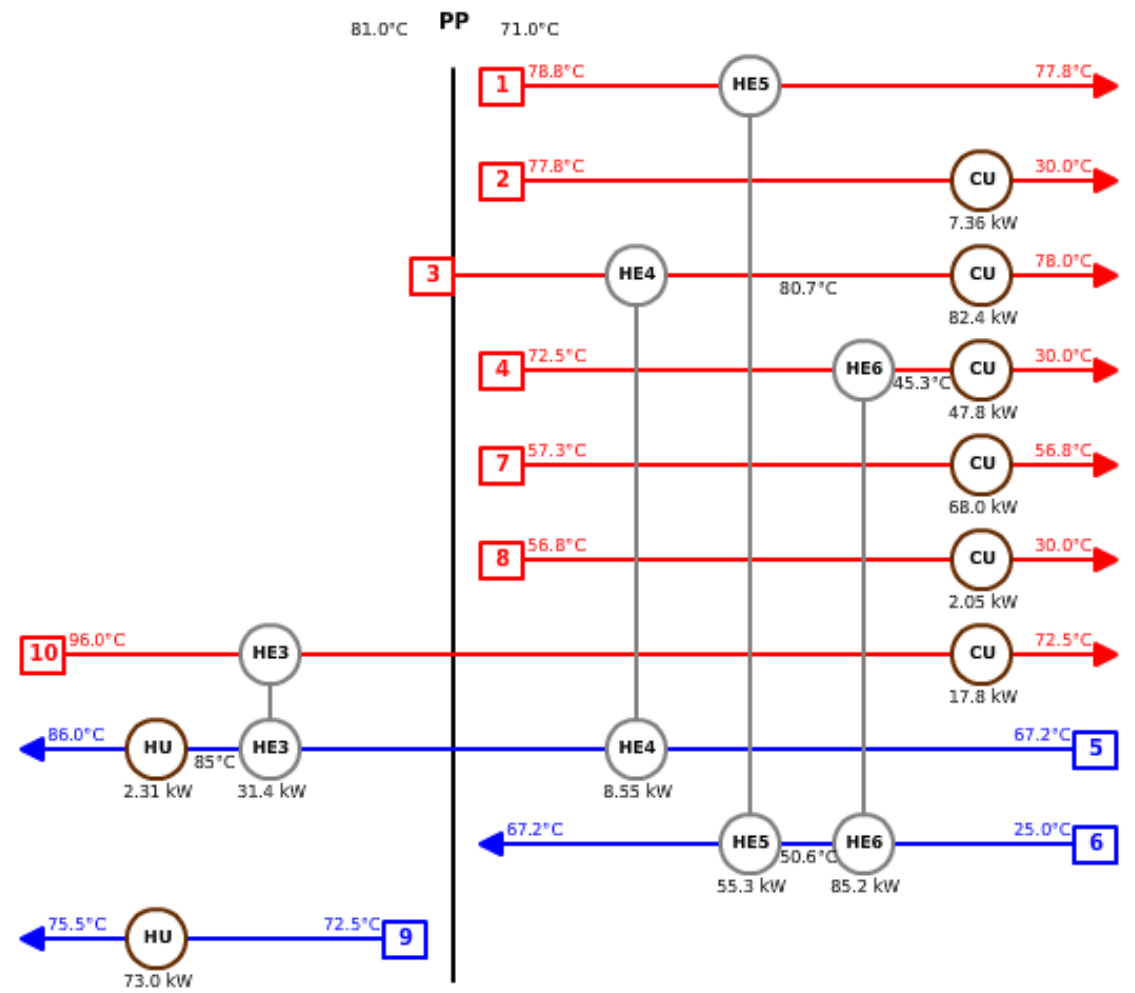 81.0°C PP 71.0°C
1 78.8°C HE5 77.8°C
2 77.8°C CU 30.0°C
7.36 kW
3 HE4 80.7°C CU 78.0°C
82.4 kW
4 72.5°C HE6 45.3°C CU 30.0°C
47.8 kW
7 57.3°C CU 56.8°C
68.0 kW
8 56.8°C CU 30.0°C
2.05 kW
10 96.0°C HE3 CU 72.5°C
17.8 kW
86.0°C HU 85°C HE3 HE4 67.2°C 5
2.31 kW 31.4 kW 8.55 kW
67.2°C HE5 50.6°C HE6 25.0°C 6
55.3 kW 85.2 kW
75.5°C HU 72.5°C 9
73.0 kW